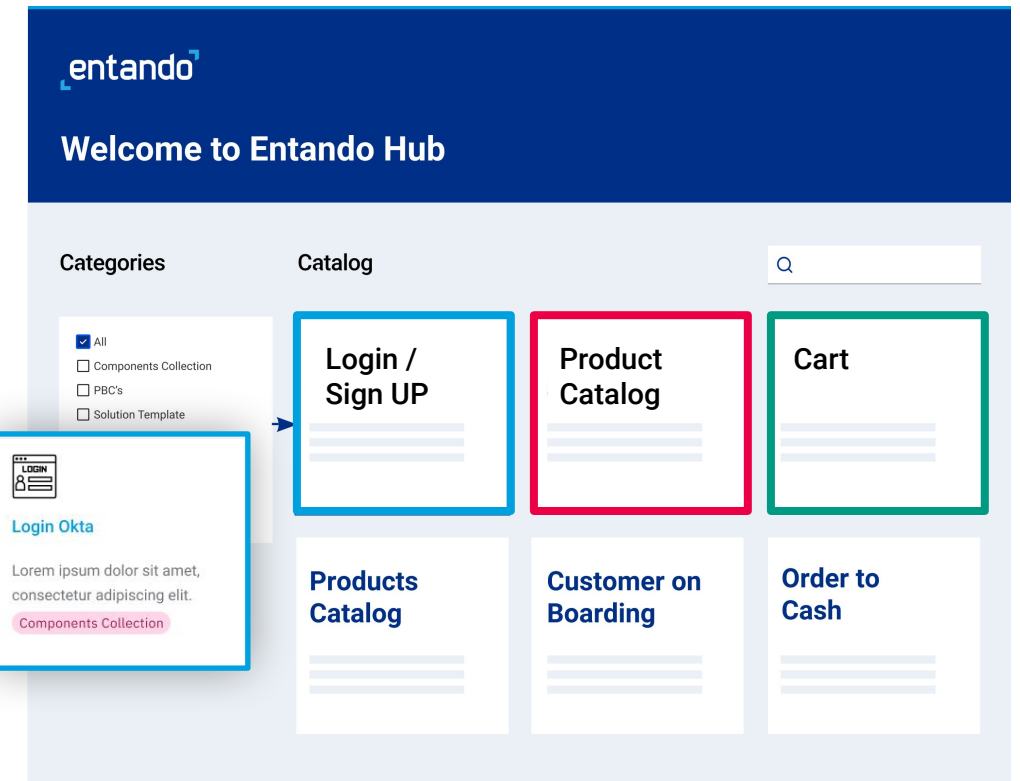 entando
Welcome to Entando Hub
Categories
Catalog
All
Components Collection
PBC's
Solution Template
LOGIN
Login Okta
Lorem ipsum dolor sit amet,
consectetur adipiscing elit.
Components Collection
Login /
Sign UP
Product
Catalog
Cart
Products
Catalog
Customer on
Boarding
Order to
Cash